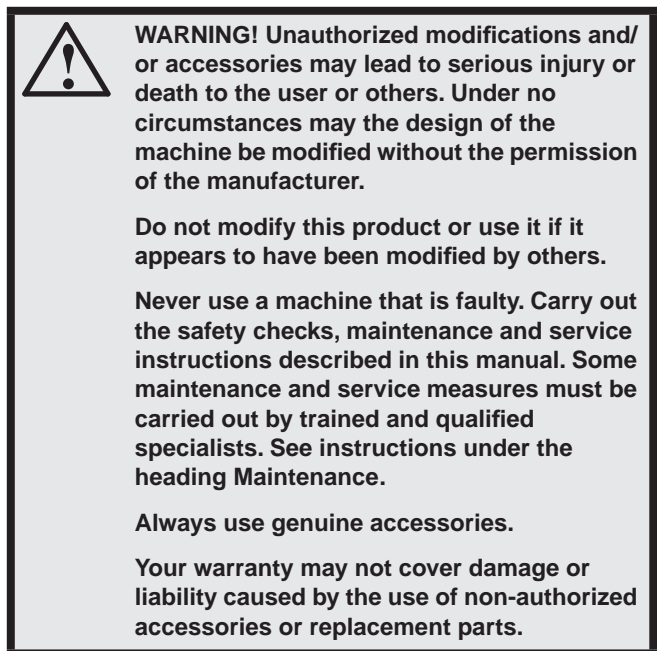 WARNING! Unauthorized modifications and/
or accessories may lead to serious injury or
death to the user or others. Under no
circumstances may the design of the
machine be modified without the permission
of the manufacturer.
Do not modify this product or use it if it
appears to have been modified by others.
Never use a machine that is faulty. Carry out
the safety checks, maintenance and service
instructions described in this manual. Some
maintenance and service measures must be
carried out by trained and qualified
specialists. See instructions under the
heading Maintenance.
Always use genuine accessories.
Your warranty may not cover damage or
liability caused by the use of non-authorized
accessories or replacement parts.